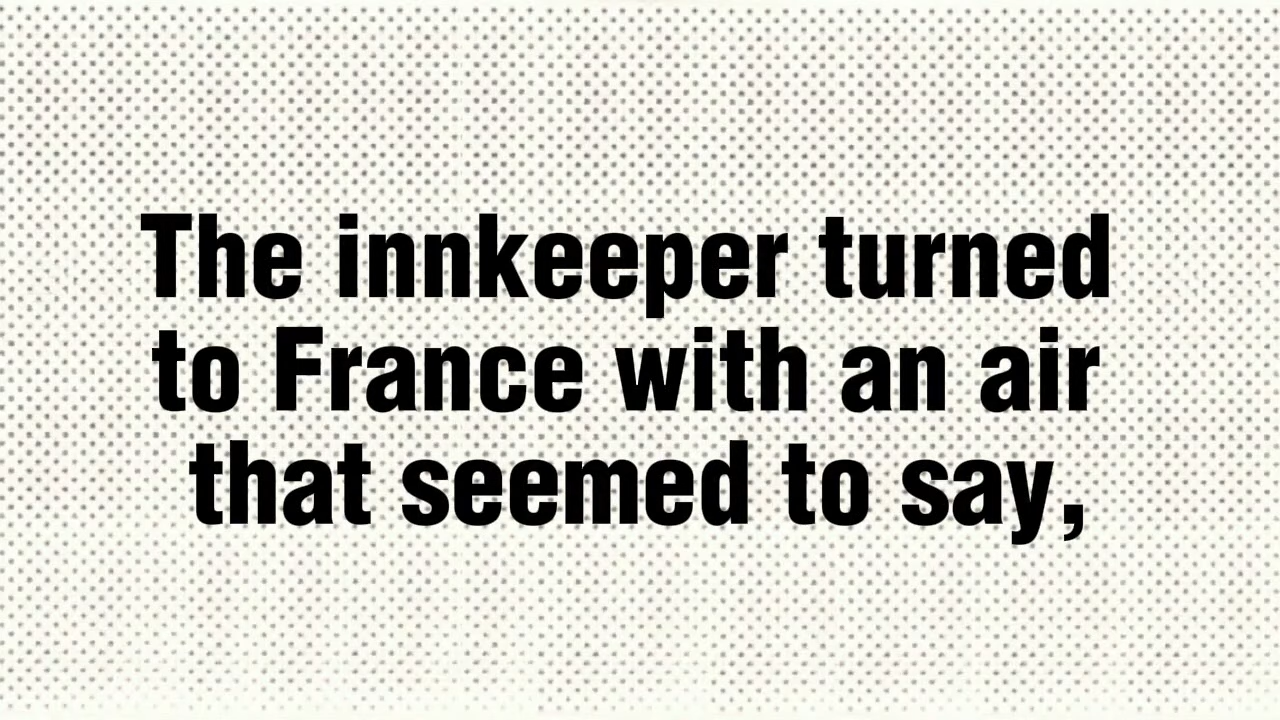 The innkeeper turned
to France with an air
that seemed to say,